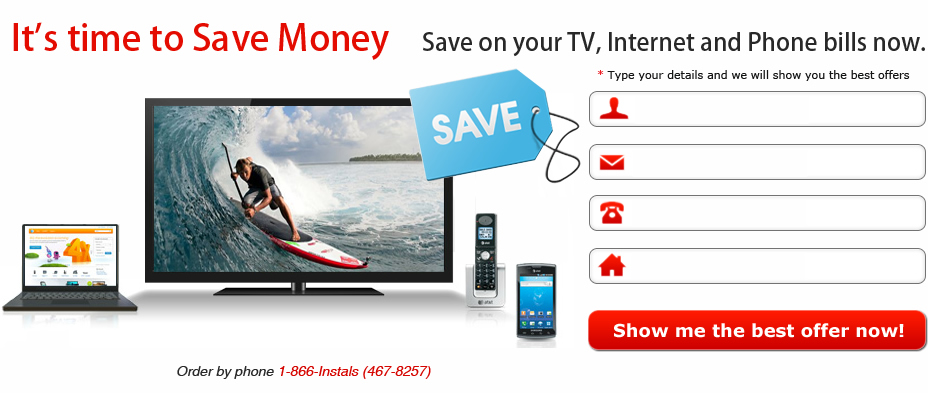 It's time to Save Money
Save on your TV, Internet and Phone bills now.
* Type your details and we will show you the best offers
SAVE
at&t
Show me the best offer now!
Order by phone 1-866-Instals (467-8257)